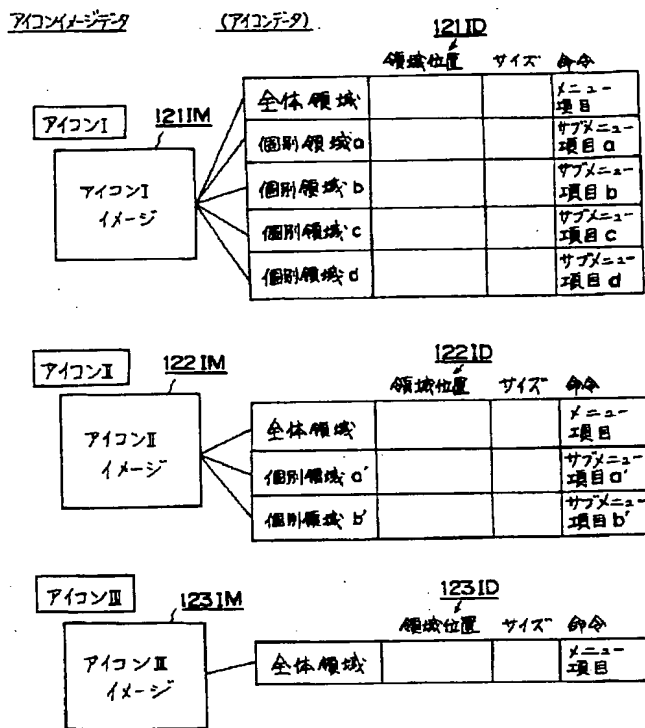 アイコンイメージデータ (アイコンデータ)
121ID
領域位置 サイズ 命令
アイコンI
121IM
アイコンI
イメージ
全体領域 メニュー
項目
個別領域a サブメニュー
項目a
個別領域b サブメニュー
項目b
個別領域c サブメニュー
項目c
個別領域d サブメニュー
項目d
アイコンII
122IM
122ID
領域位置 サイズ 命令
アイコンII
イメージ
全体領域 メニュー
項目
個別領域a' サブメニュー
項目a'
個別領域b' サブメニュー
項目b'
アイコンIII
123IM
123ID
領域位置 サイズ 命令
アイコンIII
イメージ
全体領域 メニュー
項目